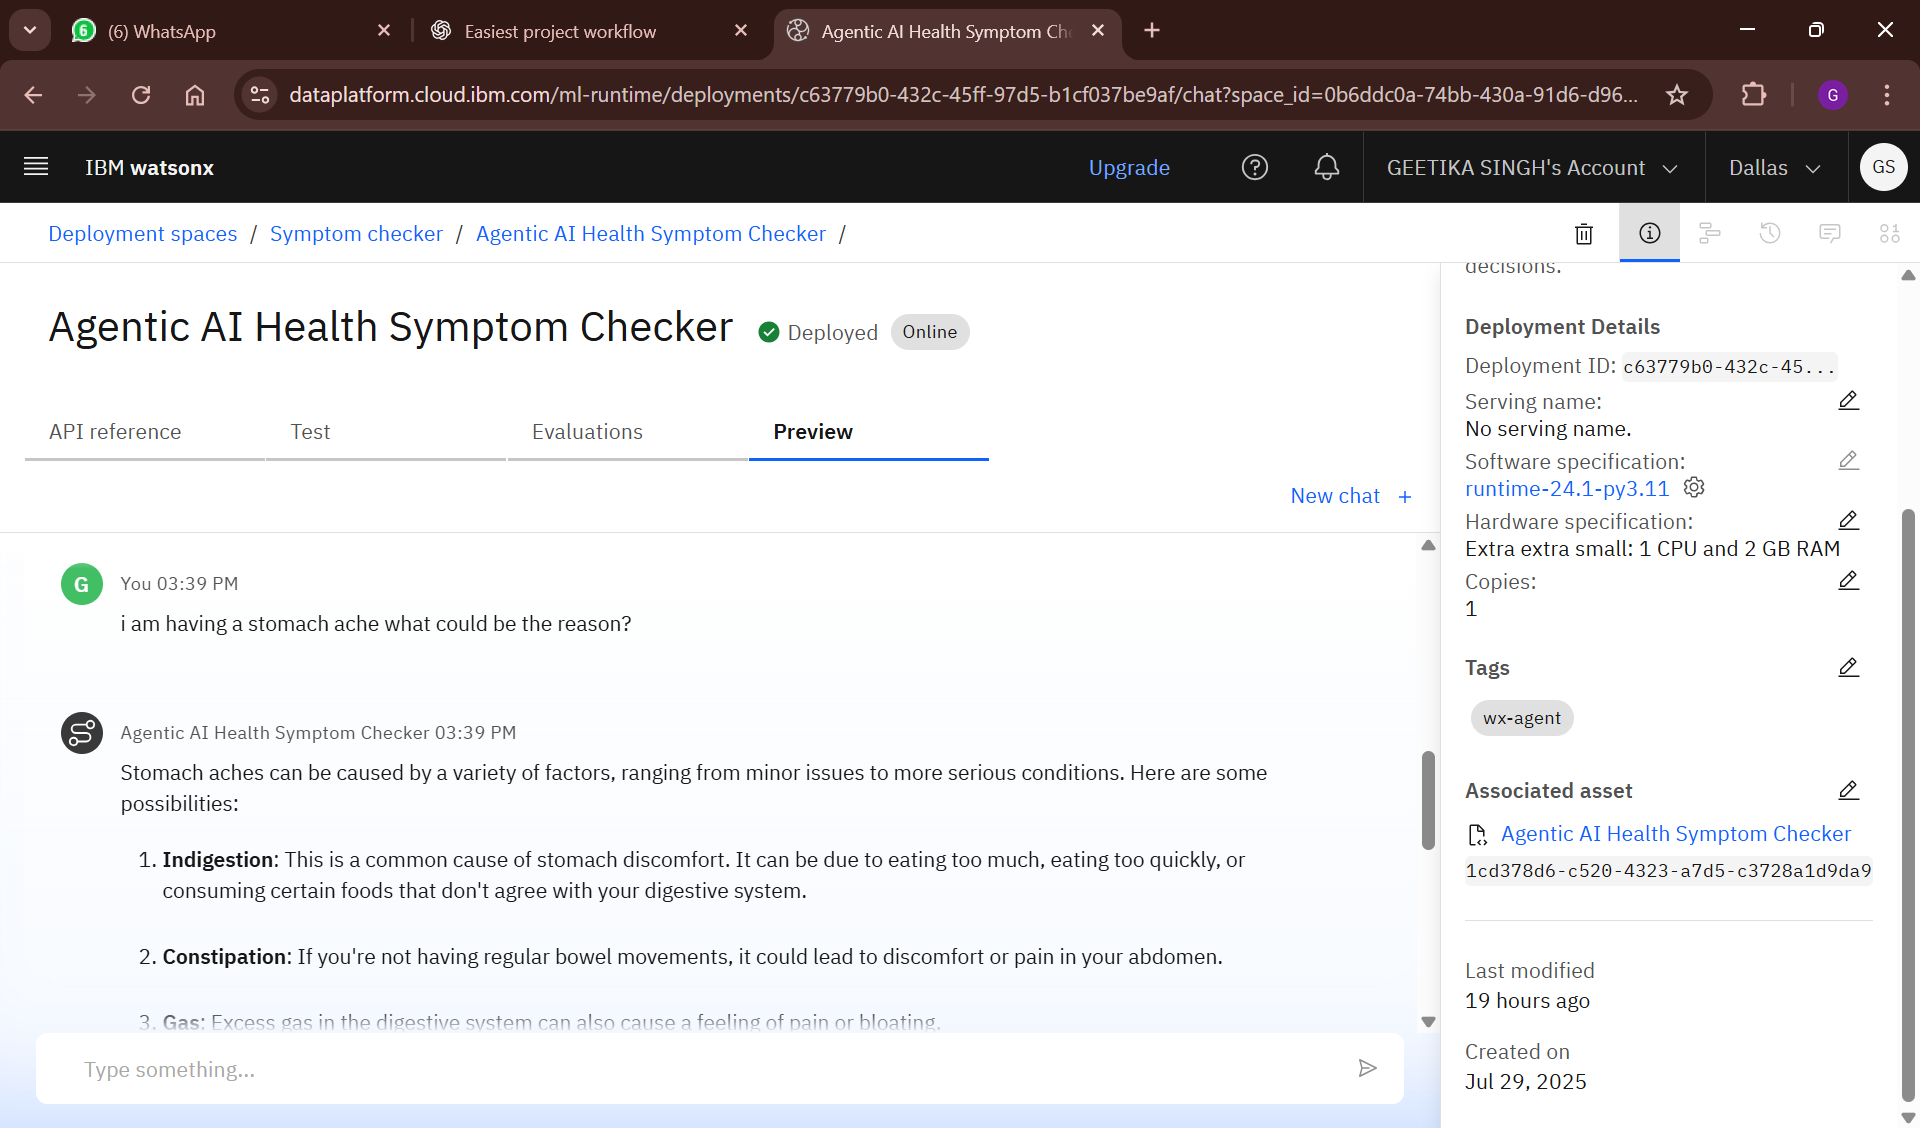 6
(6) WhatsApp
Easiest project workflow
Agentic AI Health Symptom Ch
dataplatform.cloud.ibm.com/ml-runtime/deployments/c63779b0-432c-45ff-97d5-b1cf037be9af/chat?space_id=0b6ddc0a-74bb-430a-91d6-d96...
G
IBM watsonx
Upgrade
GEETIKA SINGH's Account
Dallas
GS
Deployment spaces / Symptom checker / Agentic AI Health Symptom Checker /
Agentic AI Health Symptom Checker
Deployed
Online
API reference
Test
Evaluations
Preview
New chat +
G
You 03:39 PM
i am having a stomach ache what could be the reason?
Agentic AI Health Symptom Checker 03:39 PM
Stomach aches can be caused by a variety of factors, ranging from minor issues to more serious conditions. Here are some
possibilities:
1. Indigestion: This is a common cause of stomach discomfort. It can be due to eating too much, eating too quickly, or
consuming certain foods that don't agree with your digestive system.
2. Constipation: If you're not having regular bowel movements, it could lead to discomfort or pain in your abdomen.
3. Gas: Excess gas in the digestive system can also cause a feeling of pain or bloating.
Type something...
decisions.
Deployment Details
Deployment ID: c63779b0-432c-45...
Serving name:
No serving name.
Software specification:
runtime-24.1-py3.11
Hardware specification:
Extra extra small: 1 CPU and 2 GB RAM
Copies:
1
Tags
wx-agent
Associated asset
Agentic AI Health Symptom Checker
1cd378d6-c520-4323-a7d5-c3728a1d9da9
Last modified
19 hours ago
Created on
Jul 29, 2025